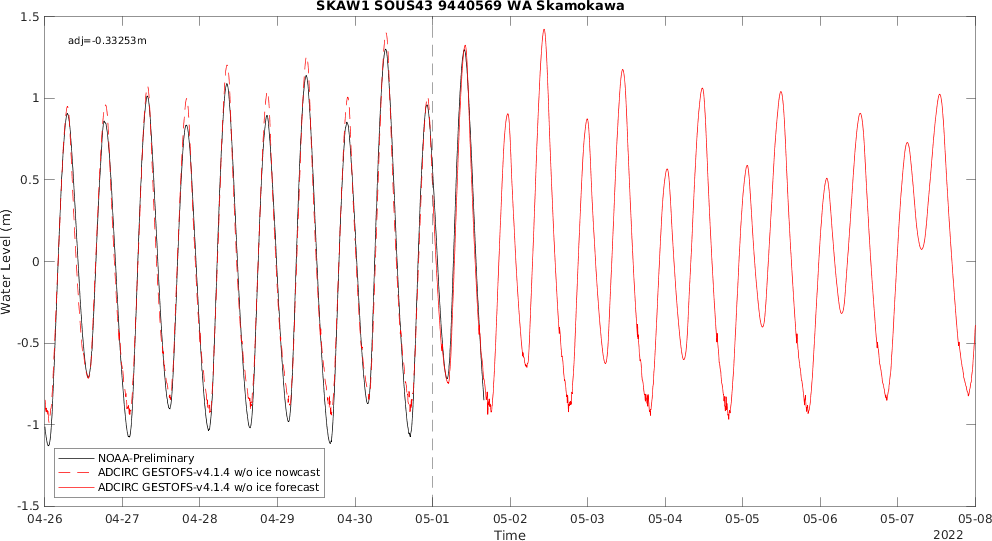 SKAW1 SOUS43 9440569 WA Skamokawa
adj=-0.33253m
1.5
1
0.5
0
-0.5
-1
-1.5
Water Level (m)
NOAA-Preliminary
ADCIRC GESTOFS-v4.1.4 w/o ice nowcast
ADCIRC GESTOFS-v4.1.4 w/o ice forecast
04-26 04-27 04-28 04-29 04-30 05-01 05-02 05-03 05-04 05-05 05-06 05-07 05-08
Time
2022